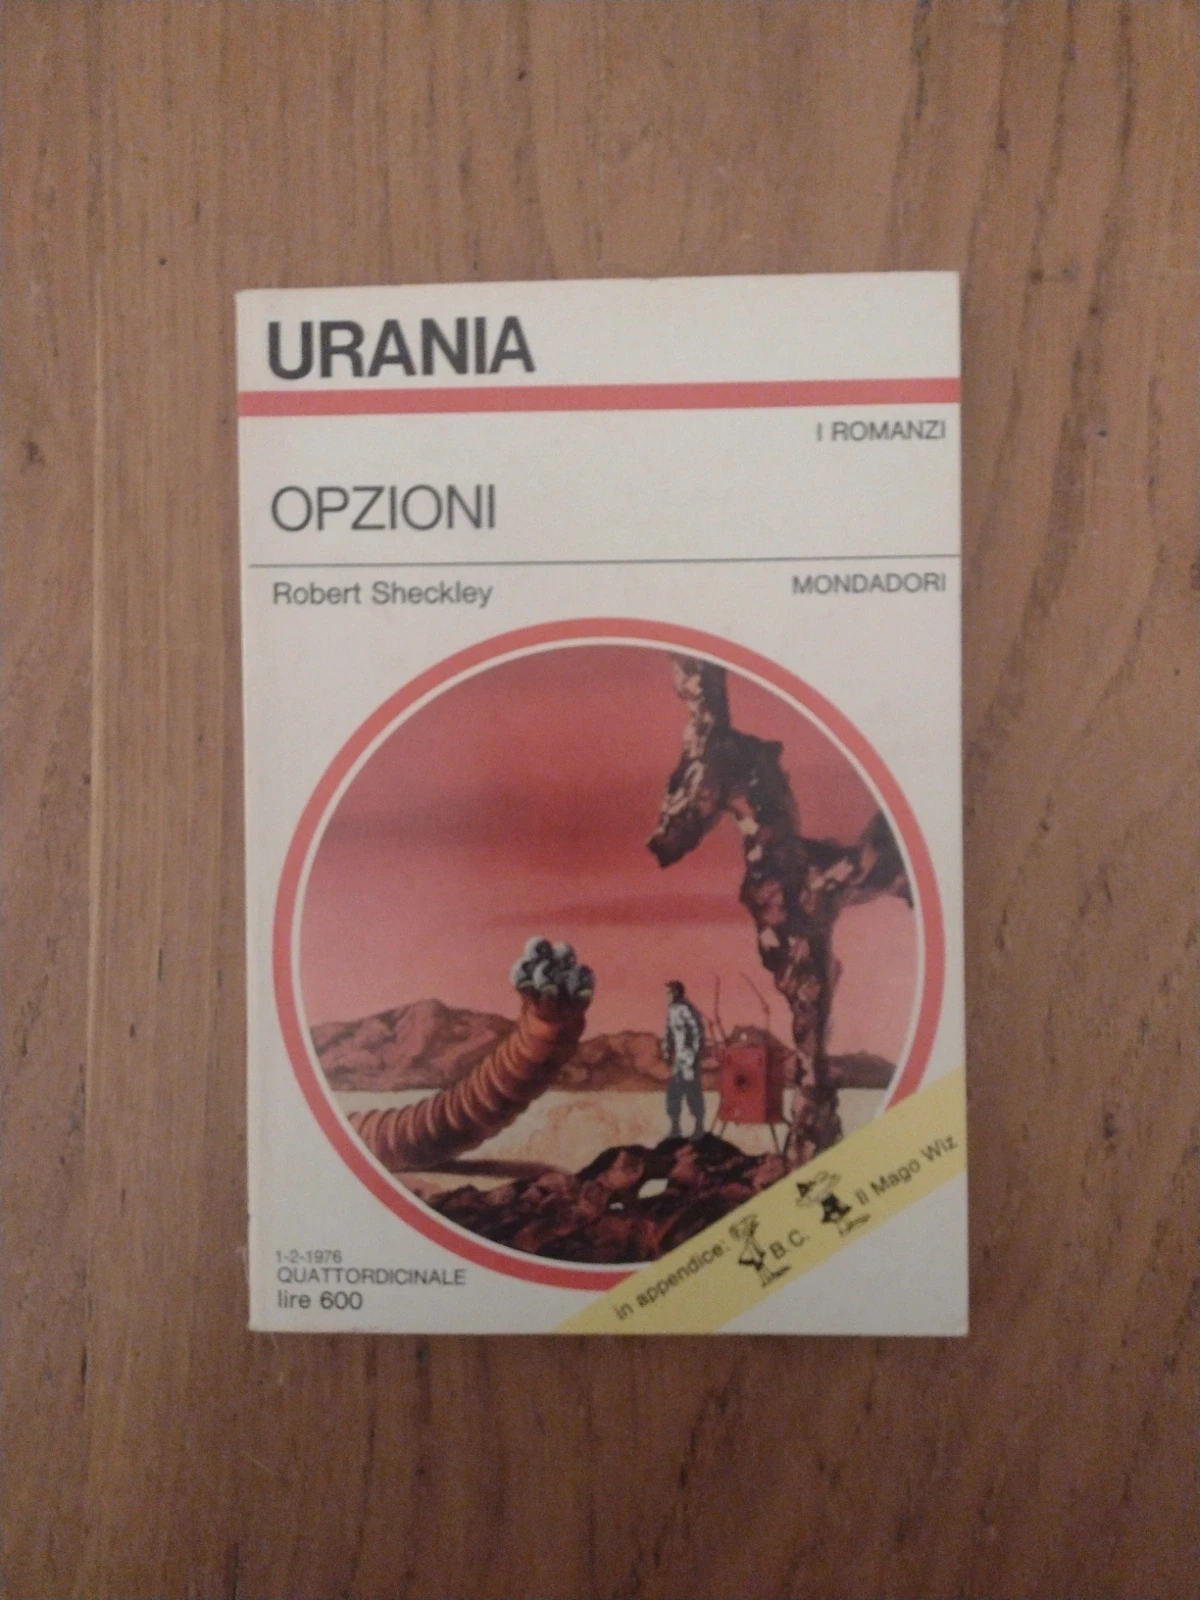 URANIA
I ROMANZI
OPZIONI
Robert Sheckley
MONDADORI
1-2-1976
QUATTORDICINALE
lire 600
in appendice: B.C. Il Mago Wiz